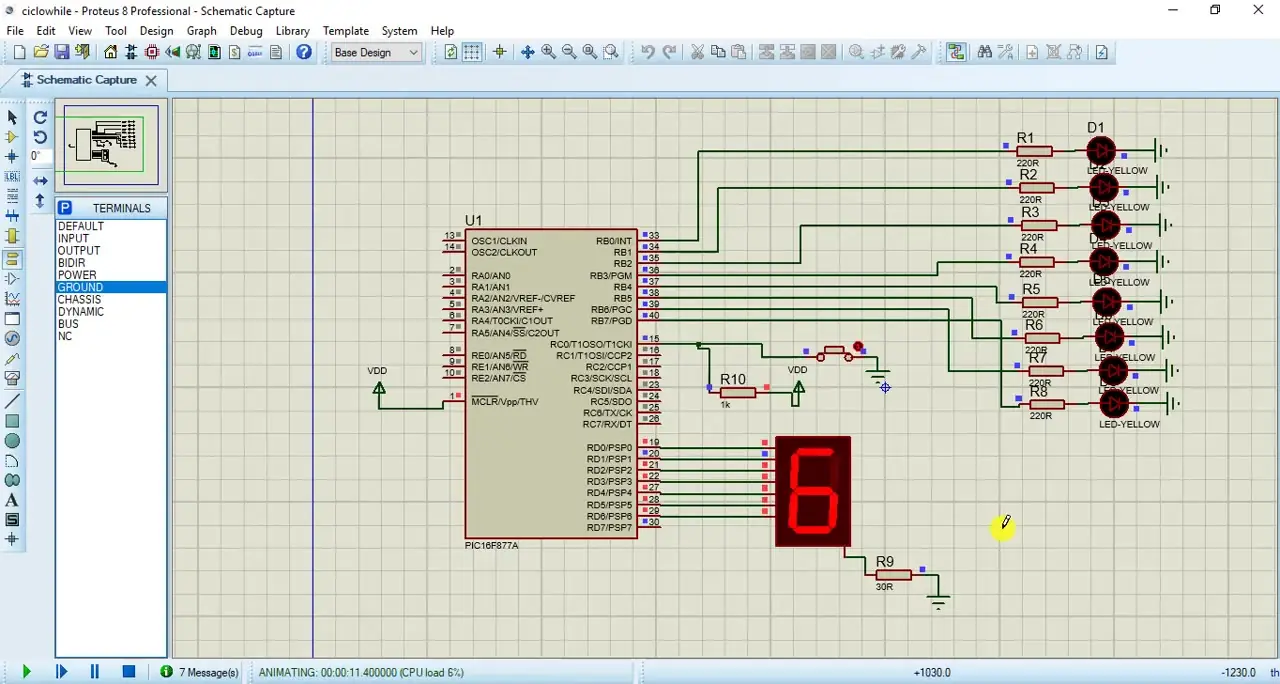 ciclowhile - Proteus 8 Professional - Schematic Capture
File Edit View Tool Design Graph Debug Library Template System Help
Base Design
Schematic Capture
0°
LBL
P TERMINALS
DEFAULT
INPUT
OUTPUT
BIDIR
POWER
GROUND
CHASSIS
DYNAMIC
BUS
NC
U1
13 OSC1/CLKIN
14 OSC2/CLKOUT
2 RA0/AN0
3 RA1/AN1
4 RA2/AN2/VREF-/CVREF
5 RA3/AN3/VREF+
6 RA4/T0CKI/C1OUT
7 RA5/AN4/SS/C2OUT
8 RE0/AN5/RD
9 RE1/AN6/WR
10 RE2/AN7/CS
1 MCLR/Vpp/THV
RB0/INT 33
RB1 34
RB2 35
RB3/PGM 36
RB4 37
RB5 38
RB6/PGC 39
RB7/PGD 40
RC0/T1OSO/T1CKI 15
RC1/T1OSI/CCP2 16
RC2/CCP1 17
RC3/SCK/SCL 18
RC4/SDI/SDA 23
RC5/SDO 24
RC6/TX/CK 25
RC7/RX/DT 26
RD0/PSP0 19
RD1/PSP1 20
RD2/PSP2 21
RD3/PSP3 22
RD4/PSP4 27
RD5/PSP5 28
RD6/PSP6 29
RD7/PSP7 30
PIC16F877A
VDD
R10
1k
VDD
6
R9
30R
R1
220R
D1
LED-YELLOW
R2
220R
LED-YELLOW
R3
220R
LED-YELLOW
R4
220R
LED-YELLOW
R5
220R
LED-YELLOW
R6
220R
LED-YELLOW
R7
220R
LED-YELLOW
R8
220R
LED-YELLOW
7 Message(s)
ANIMATING: 00:00:11.400000 (CPU load 6%)
+1030.0
-1230.0
th